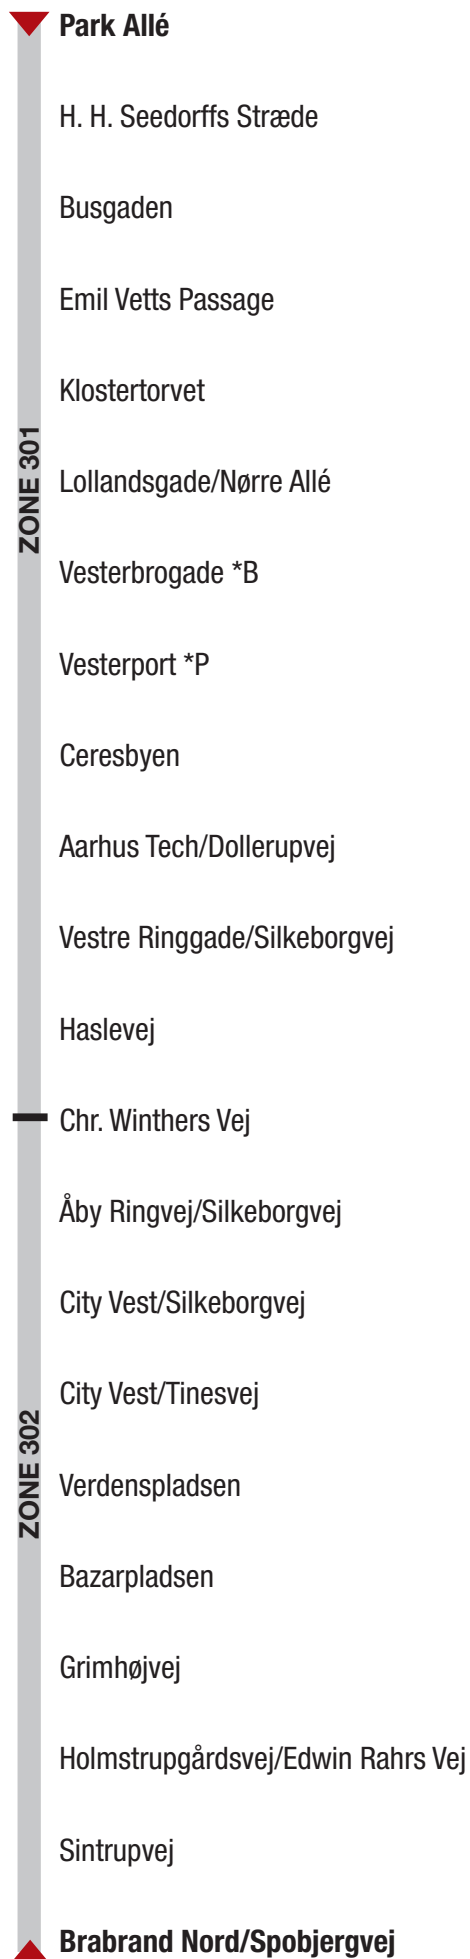 Park Allé
H. H. Seedorffs Stræde
Busgaden
Emil Vetts Passage
Klostertorvet
ZONE 301
Lollandsgade/Nørre Allé
Vesterbrogade *B
Vesterport *P
Ceresbyen
Aarhus Tech/Dollerupvej
Vestre Ringgade/Silkeborgvej
Haslevej
Chr. Winthers Vej
Åby Ringvej/Silkeborgvej
City Vest/Silkeborgvej
City Vest/Tinesvej
ZONE 302
Verdenspladsen
Bazarpladsen
Grimhøjvej
Holmstrupgårdsvej/Edwin Rahrs Vej
Sintrupvej
Brabrand Nord/Spobjergvej